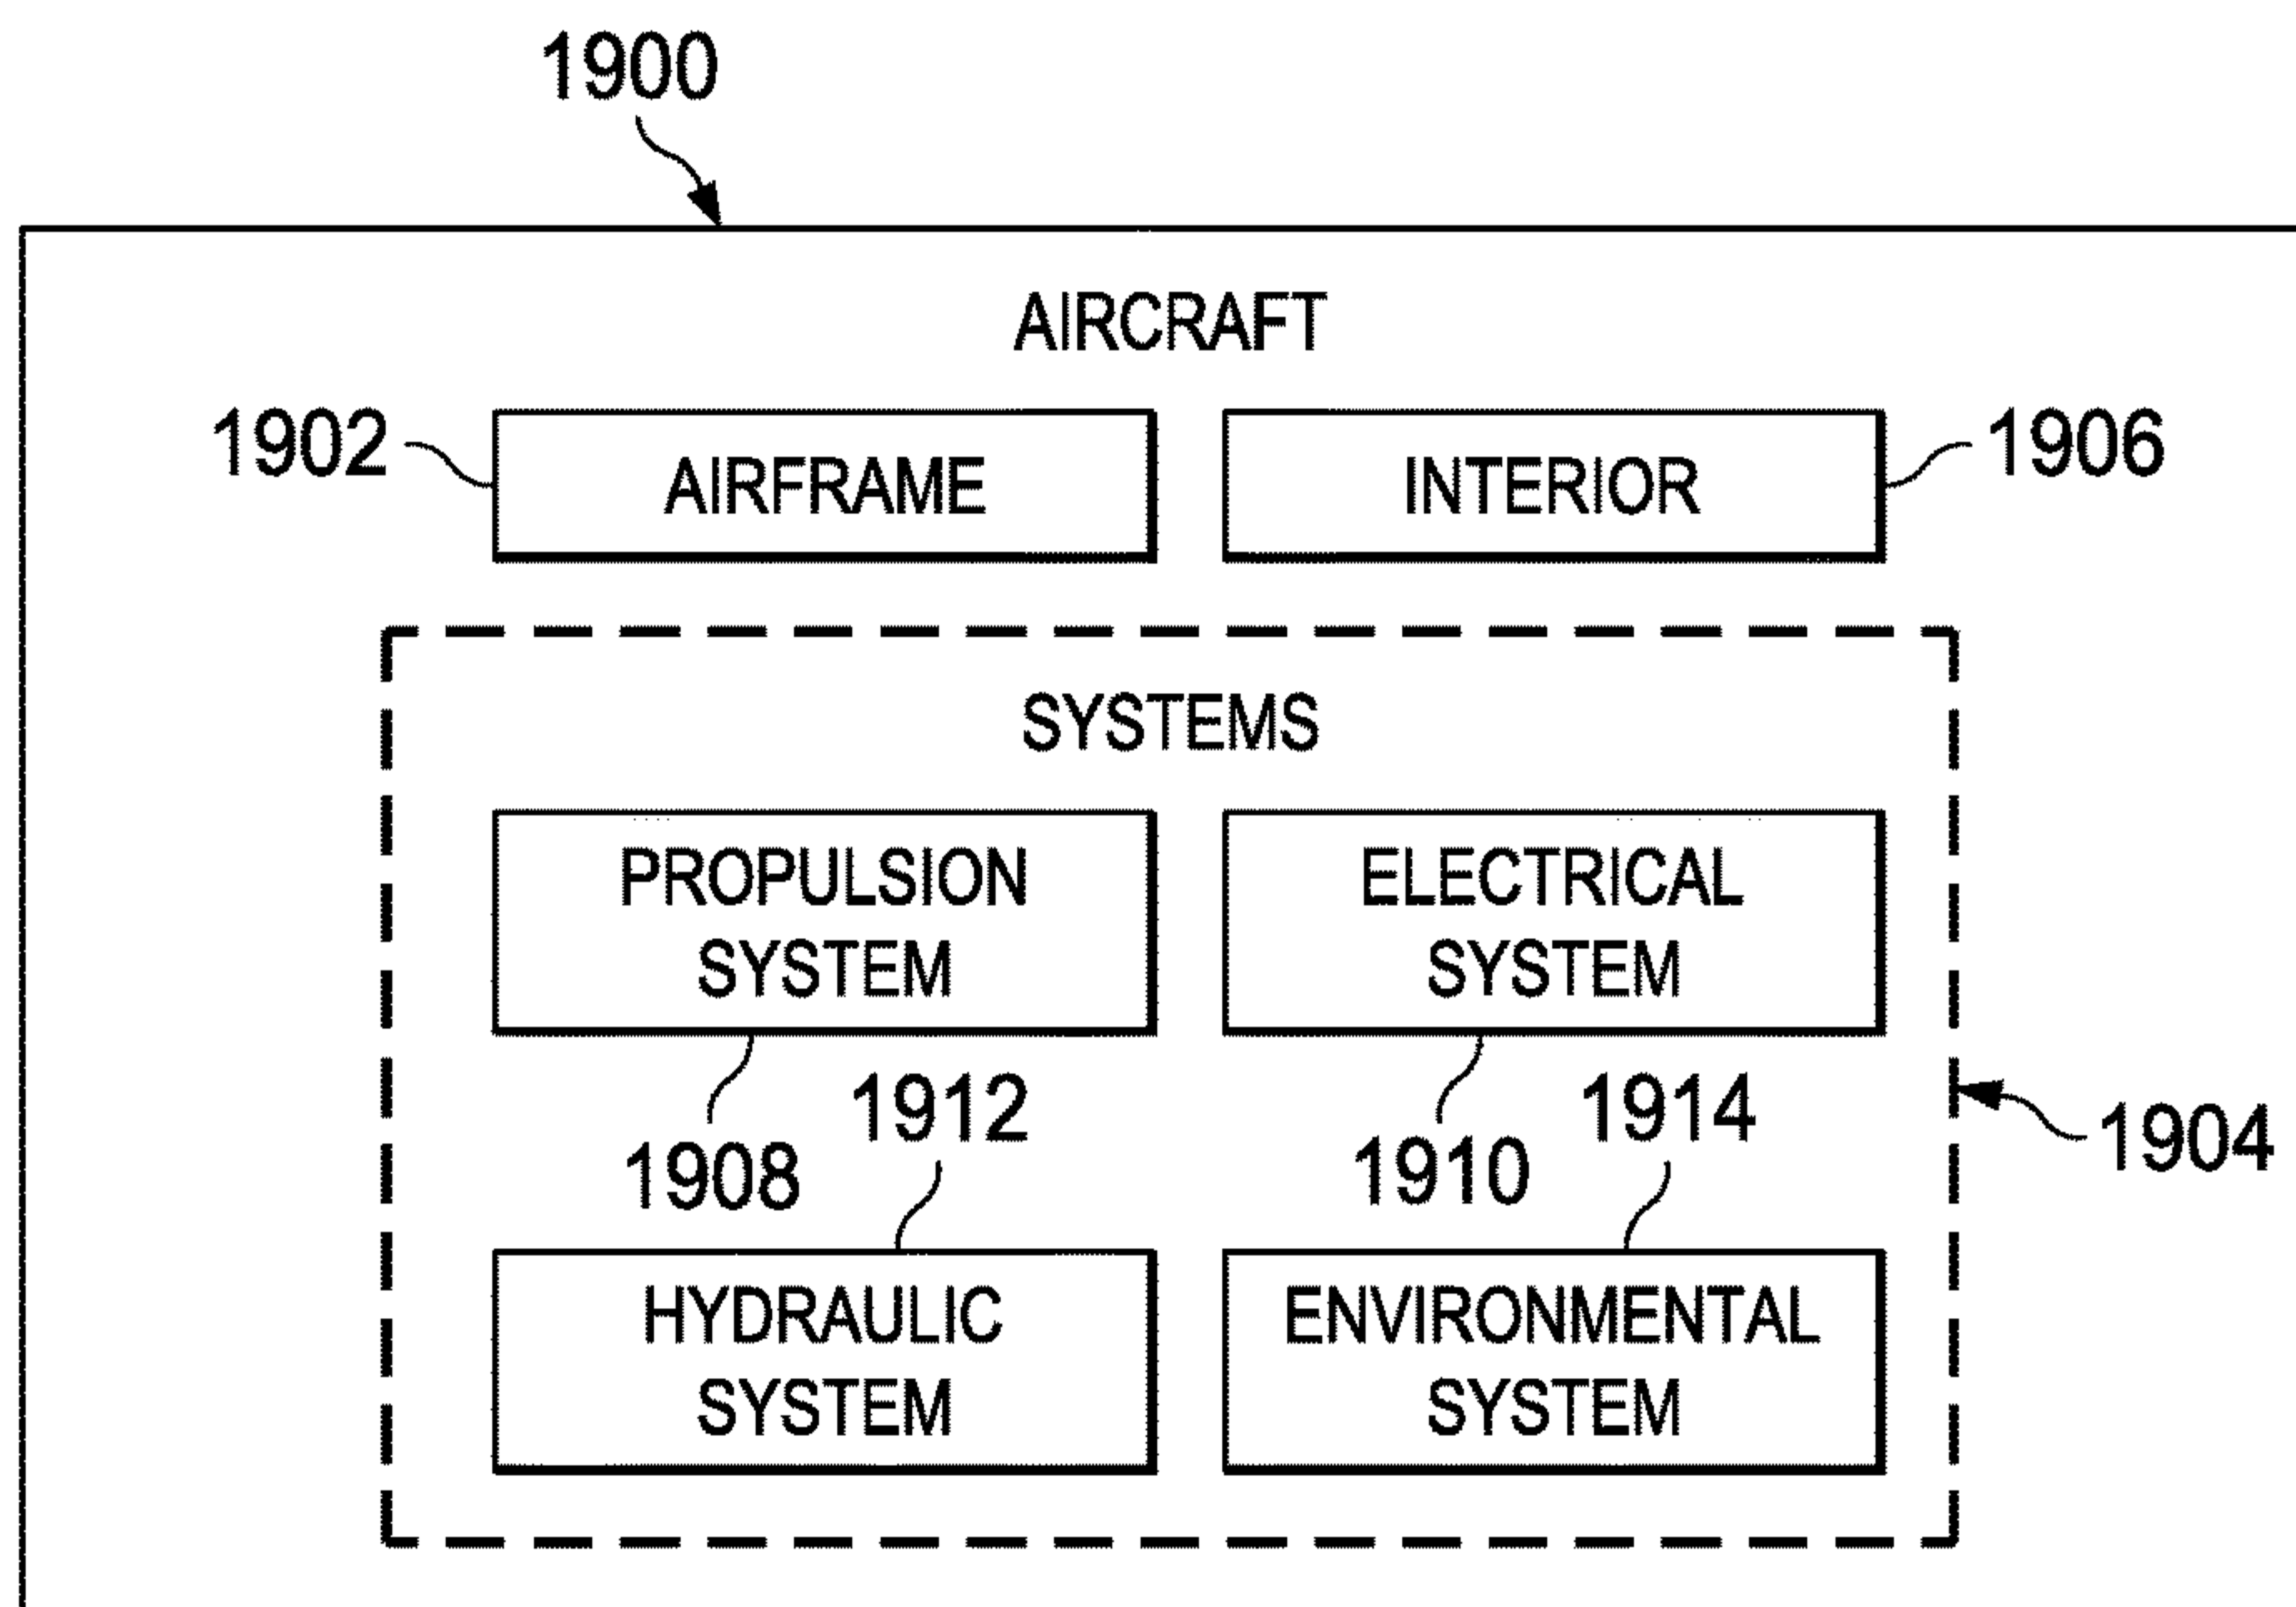 1900
AIRCRAFT
1902
AIRFRAME
INTERIOR
1906
SYSTEMS
PROPULSION
SYSTEM
ELECTRICAL
SYSTEM
1908
1912
1910
1914
1904
HYDRAULIC
SYSTEM
ENVIRONMENTAL
SYSTEM